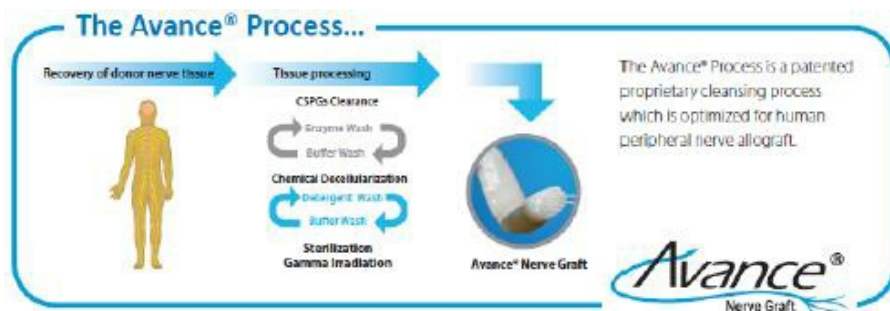 The Avance® Process...
Recovery of donor nerve tissue
Tissue processing
CSPGs Clearance
Enzyme Wash
Buffer Wash
Chemical Decellularization
Detergent Wash
Buffer Wash
Sterilization
Gamma Irradiation
Avance® Nerve Graft
The Avance® Process is a patented
proprietary cleansing process
which is optimized for human
peripheral nerve allograft.
Avance®
Nerve Graft